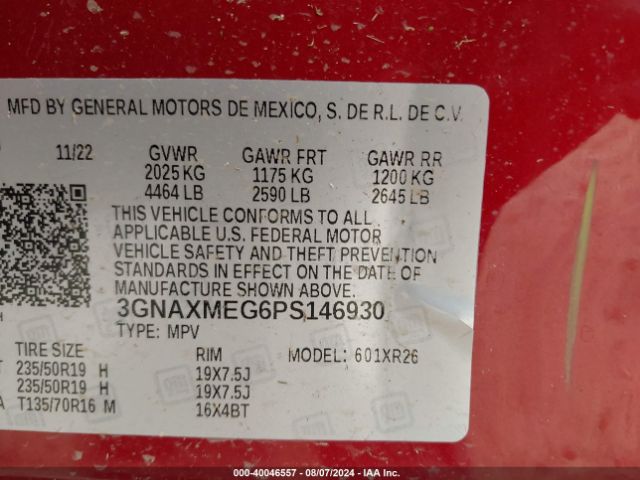 MFD BY GENERAL MOTORS DE MEXICO, S. DE R.L. DE C.V.
11/22 GVWR GAWR FRT GAWR RR
2025 KG 1175 KG 1200 KG
4464 LB 2590 LB 2645 LB
THIS VEHICLE CONFORMS TO ALL
APPLICABLE U.S. FEDERAL MOTOR
VEHICLE SAFETY AND THEFT PREVENTION
STANDARDS IN EFFECT ON THE DATE OF
MANUFACTURE SHOWN ABOVE.
3GNAXMEG6PS146930
TYPE: MPV
TIRE SIZE RIM MODEL: 601XR26
235/50R19 H 19X7.5J
235/50R19 H 19X7.5J
T135/70R16 M 16X4BT
000-40046557 - 08/07/2024 - IAA Inc.